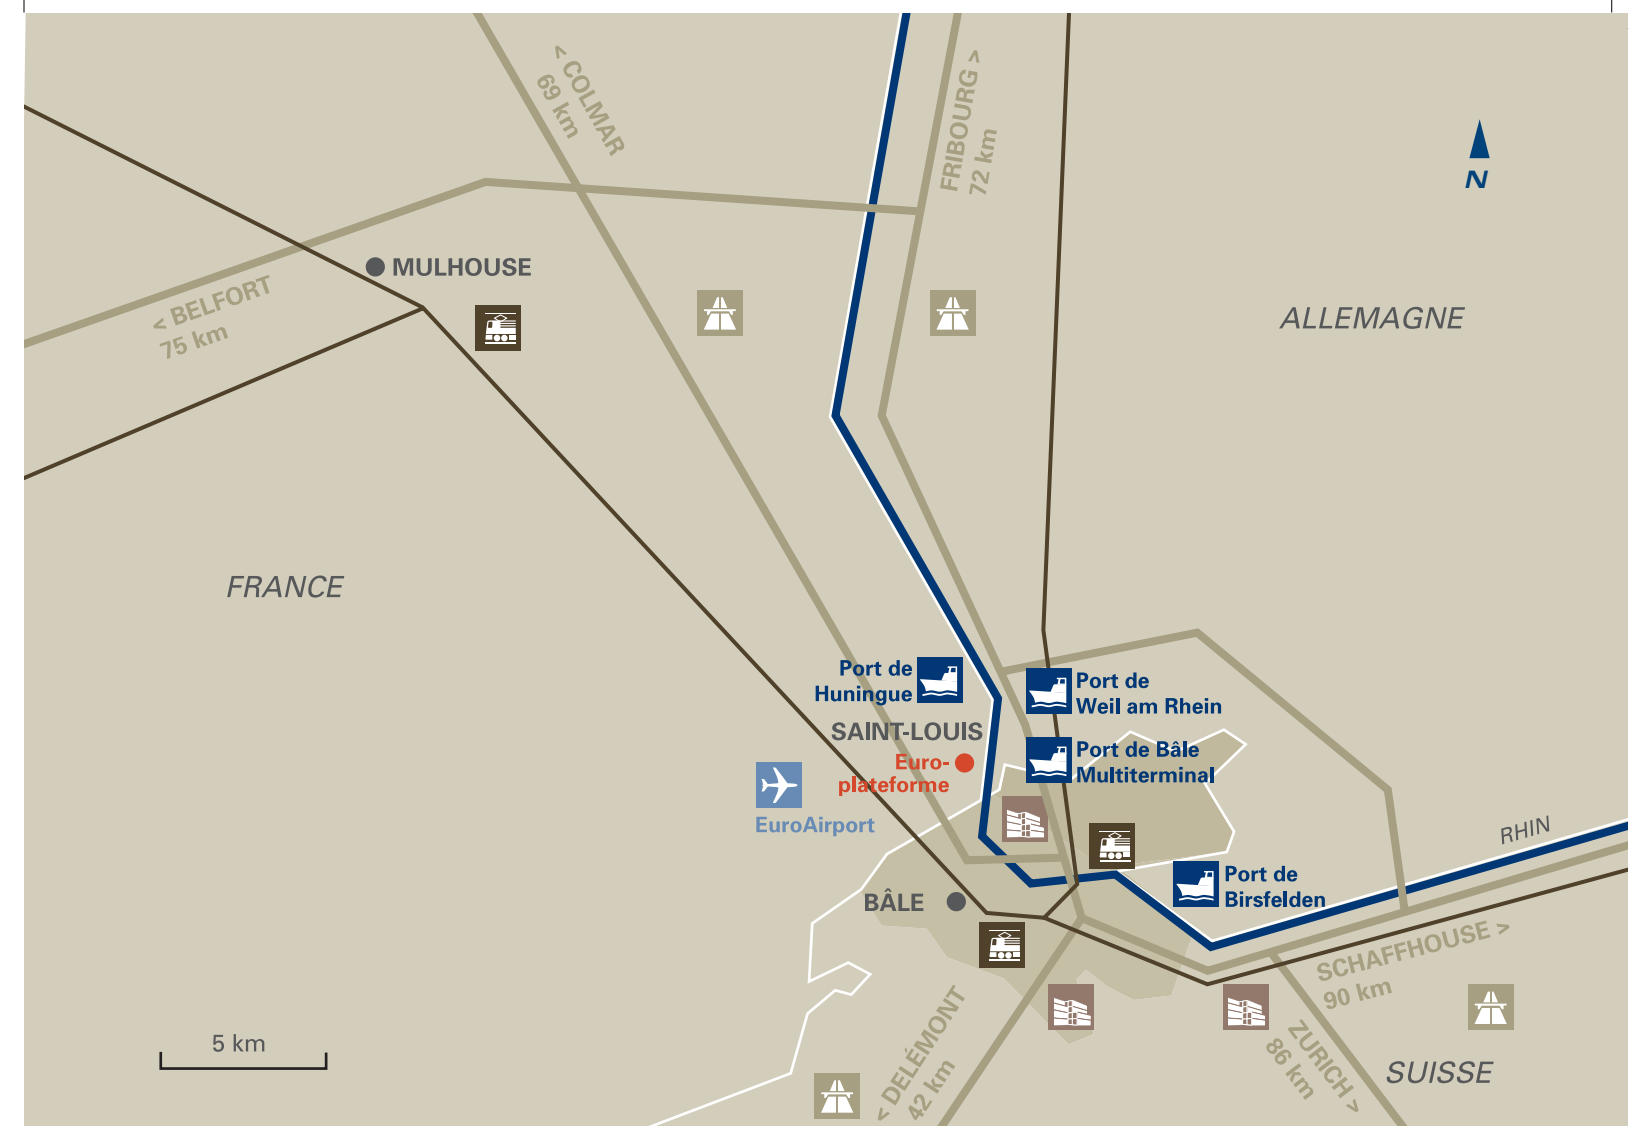 < COLMAR
69 km
FRIBOURG >
72 km
N
MULHOUSE
< BELFORT
75 km
ALLEMAGNE
FRANCE
Port de
Huningue
Port de
Weil am Rhein
SAINT-LOUIS
Euro-
plateforme
Port de Bâle
Multiterminal
EuroAirport
RHIN
BÂLE
Port de
Birsfelden
SCHAFFHOUSE >
90 km
< DELÉMONT
42 km
ZURICH >
86 km
5 km
SUISSE